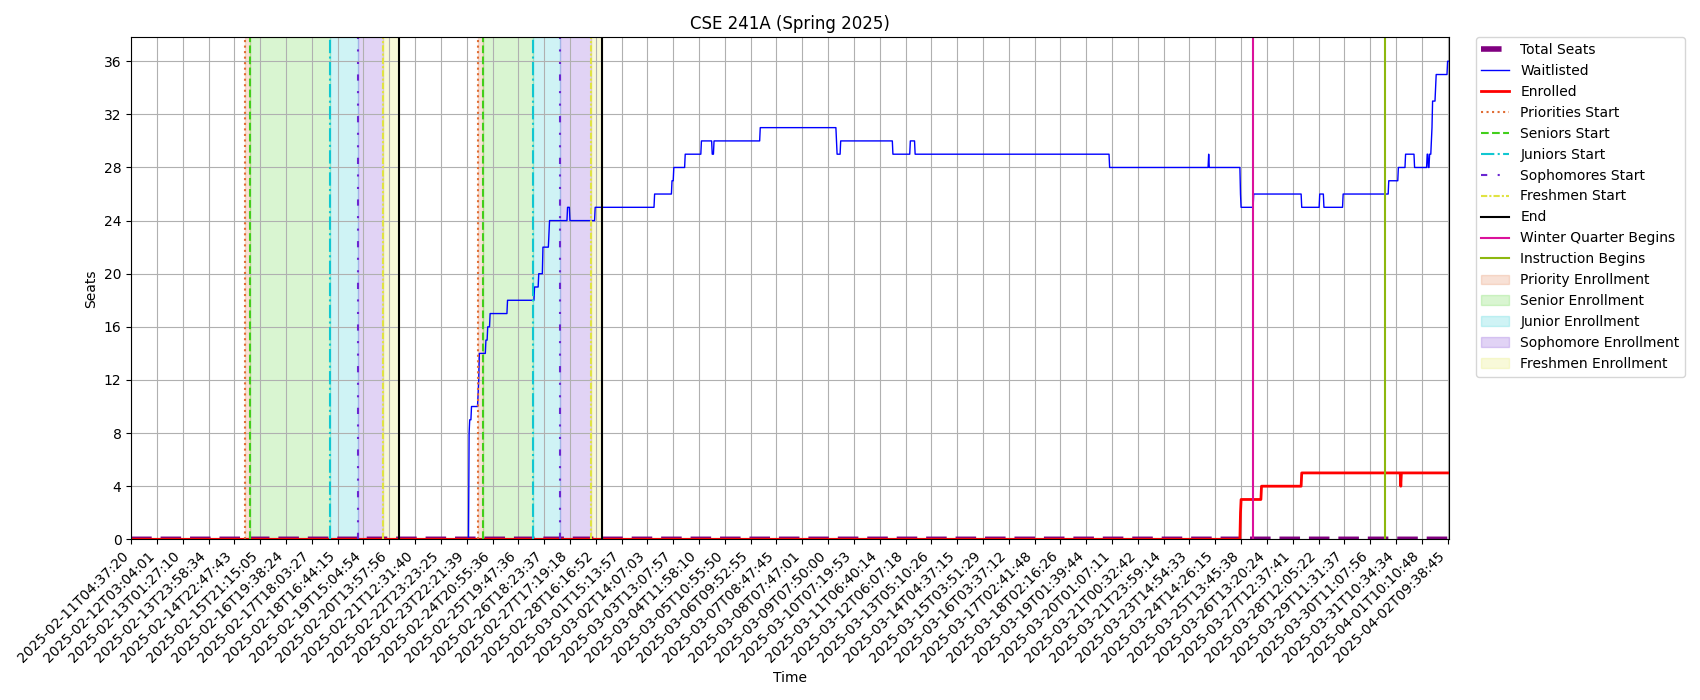 CSE 241A (Spring 2025)
Seats
36
32
28
24
20
16
12
8
4
0
2025-02-11T04:37:20
2025-02-12T03:04:01
2025-02-13T01:27:10
2025-02-13T23:58:34
2025-02-14T22:47:43
2025-02-15T21:15:05
2025-02-16T19:38:24
2025-02-17T18:03:27
2025-02-18T16:44:15
2025-02-19T15:04:54
2025-02-20T13:57:56
2025-02-21T12:31:40
2025-02-22T23:23:25
2025-02-23T22:21:39
2025-02-24T20:55:36
2025-02-25T19:47:36
2025-02-26T18:23:37
2025-02-27T17:19:18
2025-02-28T16:16:52
2025-03-01T15:13:57
2025-03-02T14:07:03
2025-03-03T13:07:57
2025-03-04T11:58:10
2025-03-05T10:55:50
2025-03-06T09:52:55
2025-03-07T08:47:45
2025-03-08T07:47:01
2025-03-09T07:50:00
2025-03-10T07:19:53
2025-03-11T06:40:14
2025-03-12T06:07:18
2025-03-13T05:10:26
2025-03-14T04:37:15
2025-03-15T03:51:29
2025-03-16T03:37:12
2025-03-17T02:41:48
2025-03-18T02:16:26
2025-03-19T01:39:44
2025-03-20T01:07:11
2025-03-21T00:32:42
2025-03-21T23:59:14
2025-03-23T14:54:33
2025-03-24T14:26:15
2025-03-25T13:45:38
2025-03-26T13:20:24
2025-03-27T12:37:41
2025-03-28T12:05:22
2025-03-29T11:31:37
2025-03-30T11:07:56
2025-03-31T10:34:34
2025-04-01T10:10:48
2025-04-02T09:38:45
Time
Total Seats
Waitlisted
Enrolled
Priorities Start
Seniors Start
Juniors Start
Sophomores Start
Freshmen Start
End
Winter Quarter Begins
Instruction Begins
Priority Enrollment
Senior Enrollment
Junior Enrollment
Sophomore Enrollment
Freshmen Enrollment